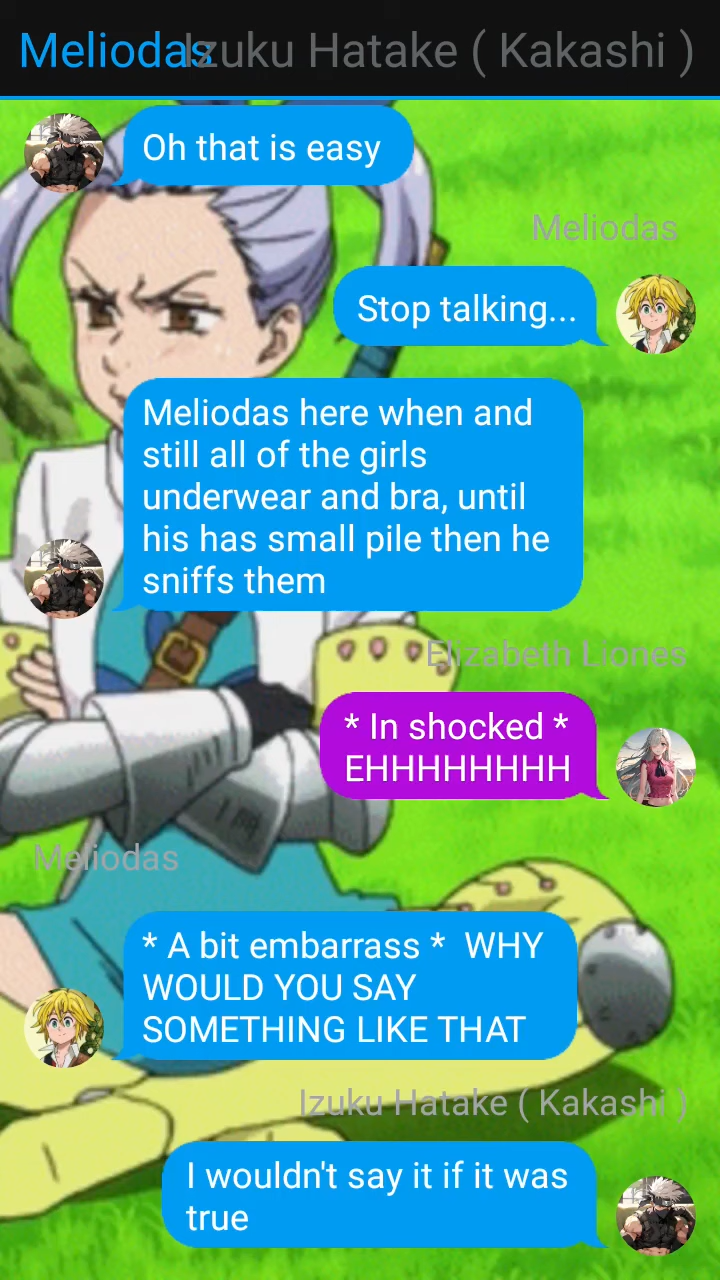 Meliodas
Izuku Hatake ( Kakashi )
Oh that is easy
Meliodas
Stop talking...
Meliodas here when and
still all of the girls
underwear and bra, until
his has small pile then he
sniffs them
Elizabeth Liones
* In shocked *
EHHHHHHHH
Meliodas
* A bit embarrass *  WHY
WOULD YOU SAY
SOMETHING LIKE THAT
Izuku Hatake ( Kakashi )
I wouldn't say it if it was
true